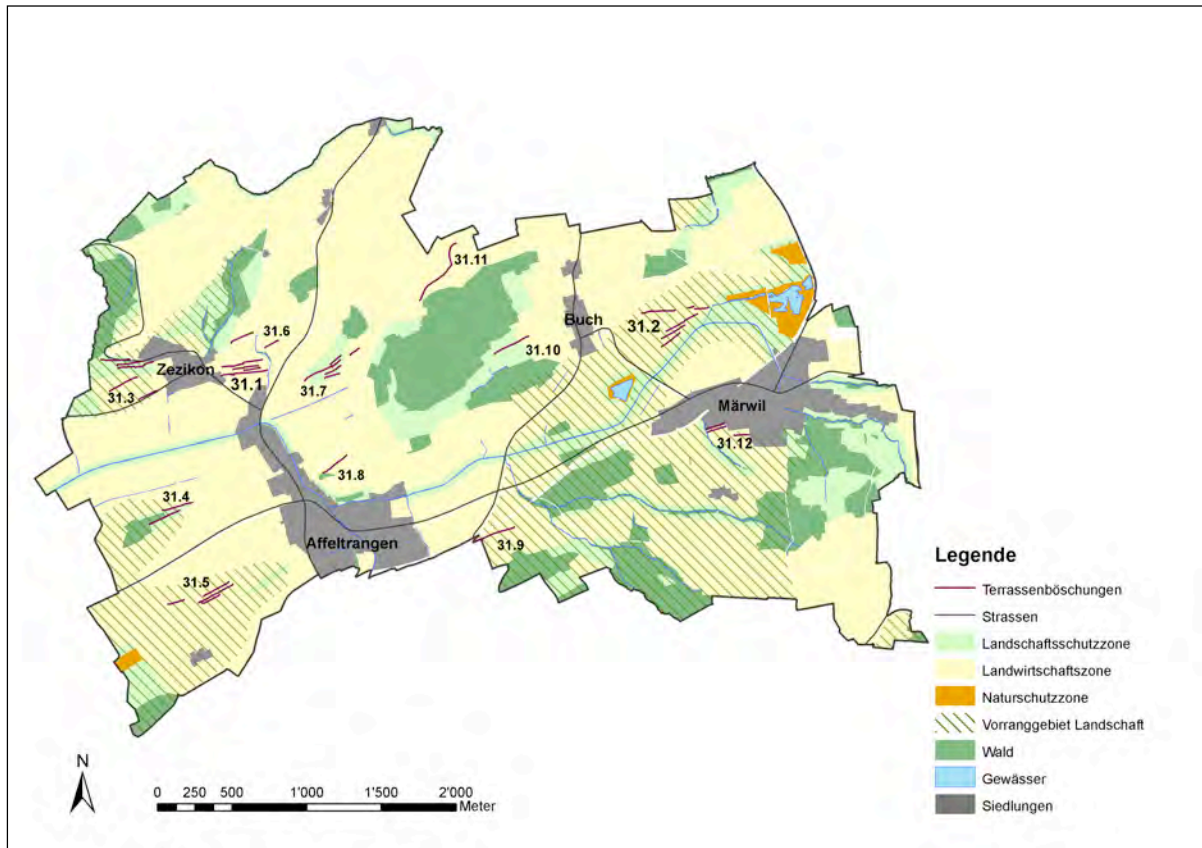 31.11
31.6
Buch
31.2
31.10
Zezikon
31.1
31.7
31.3
Märwil
31.12
31.8
31.4
Affeltrangen
31.9
31.5
Legende
Terrassenböschungen
Strassen
Landschaftsschutzzone
Landwirtschaftszone
Naturschutzzone
Vorranggebiet Landschaft
Wald
Gewässer
Siedlungen
N
0 250 500 1'000 1'500 2'000
Meter